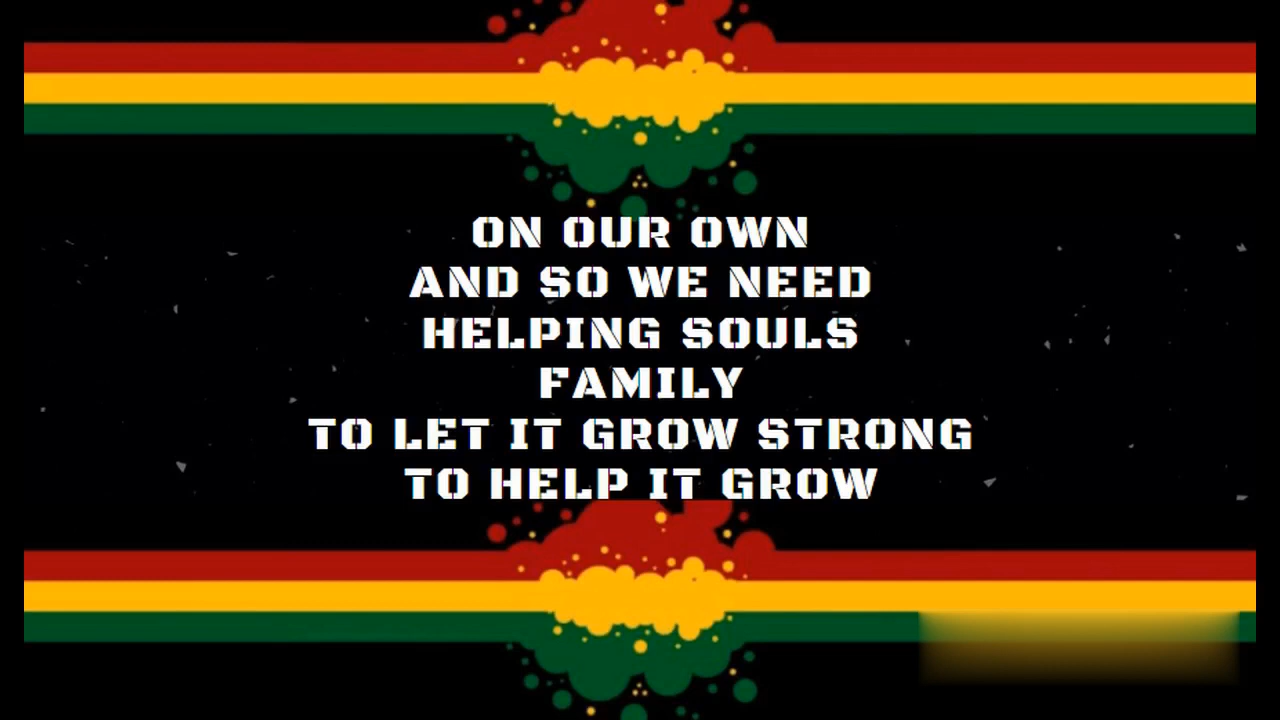 ON OUR OWN
AND SO WE NEED
HELPING SOULS
FAMILY
TO LET IT GROW STRONG
TO HELP IT GROW